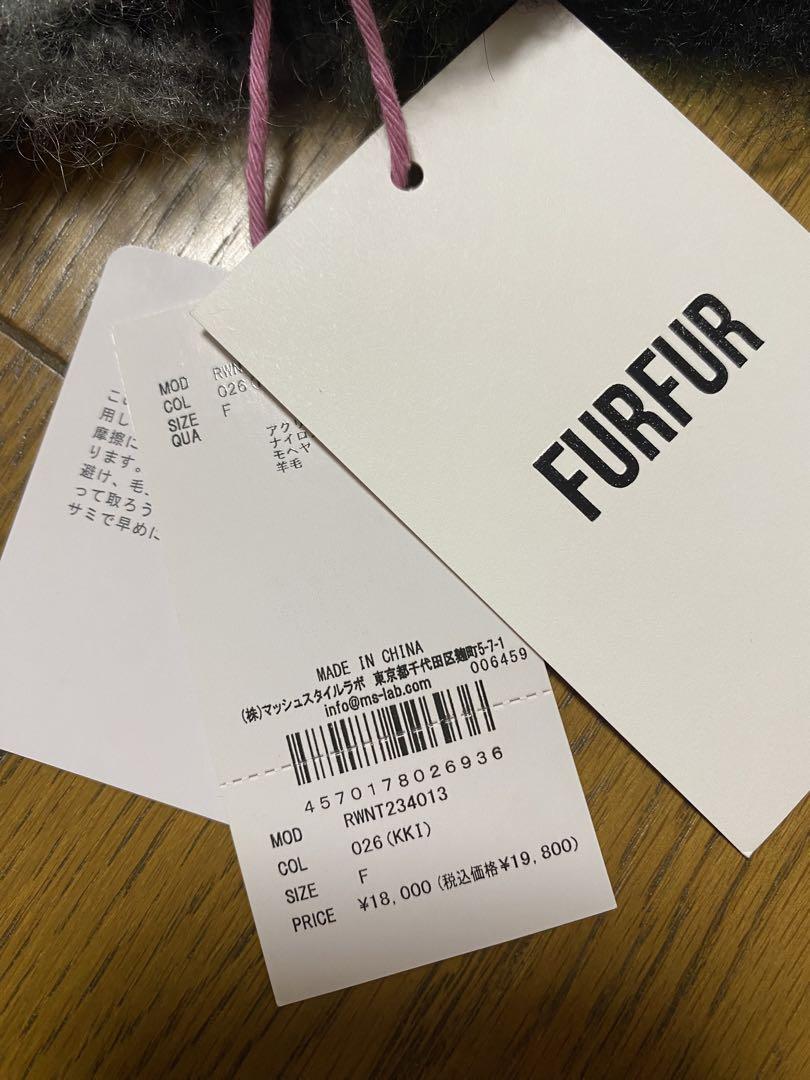 FURFUR
こ
用し
摩擦に
ります。
避け、毛、
って取ろう
サミで早めに
MOD RWN
COL 026
SIZE F
QUA
アクリ
ナイロ
モヘヤ
羊毛
MADE IN CHINA
(株)マッシュスタイルラボ 東京都千代田区麹町5-7-1
info@ms-lab.com 006459
4570178026936
MOD RWNT234013
COL 026(KKI)
SIZE F
PRICE ¥18,000 (税込価格¥19,800)